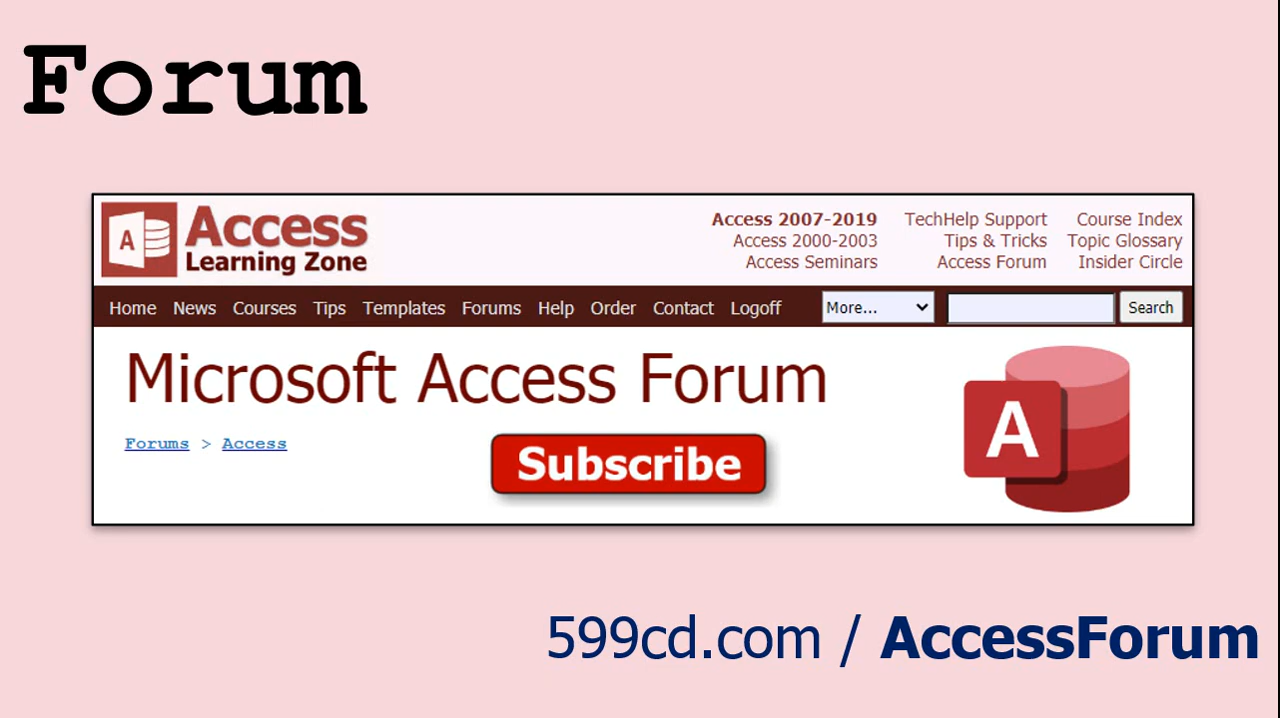 Forum
A Access
Learning Zone
Access 2007-2019 TechHelp Support Course Index
Access 2000-2003 Tips & Tricks Topic Glossary
Access Seminars Access Forum Insider Circle
Home News Courses Tips Templates Forums Help Order Contact Logoff More... Search
Microsoft Access Forum
Forums > Access
Subscribe
A
599cd.com / AccessForum